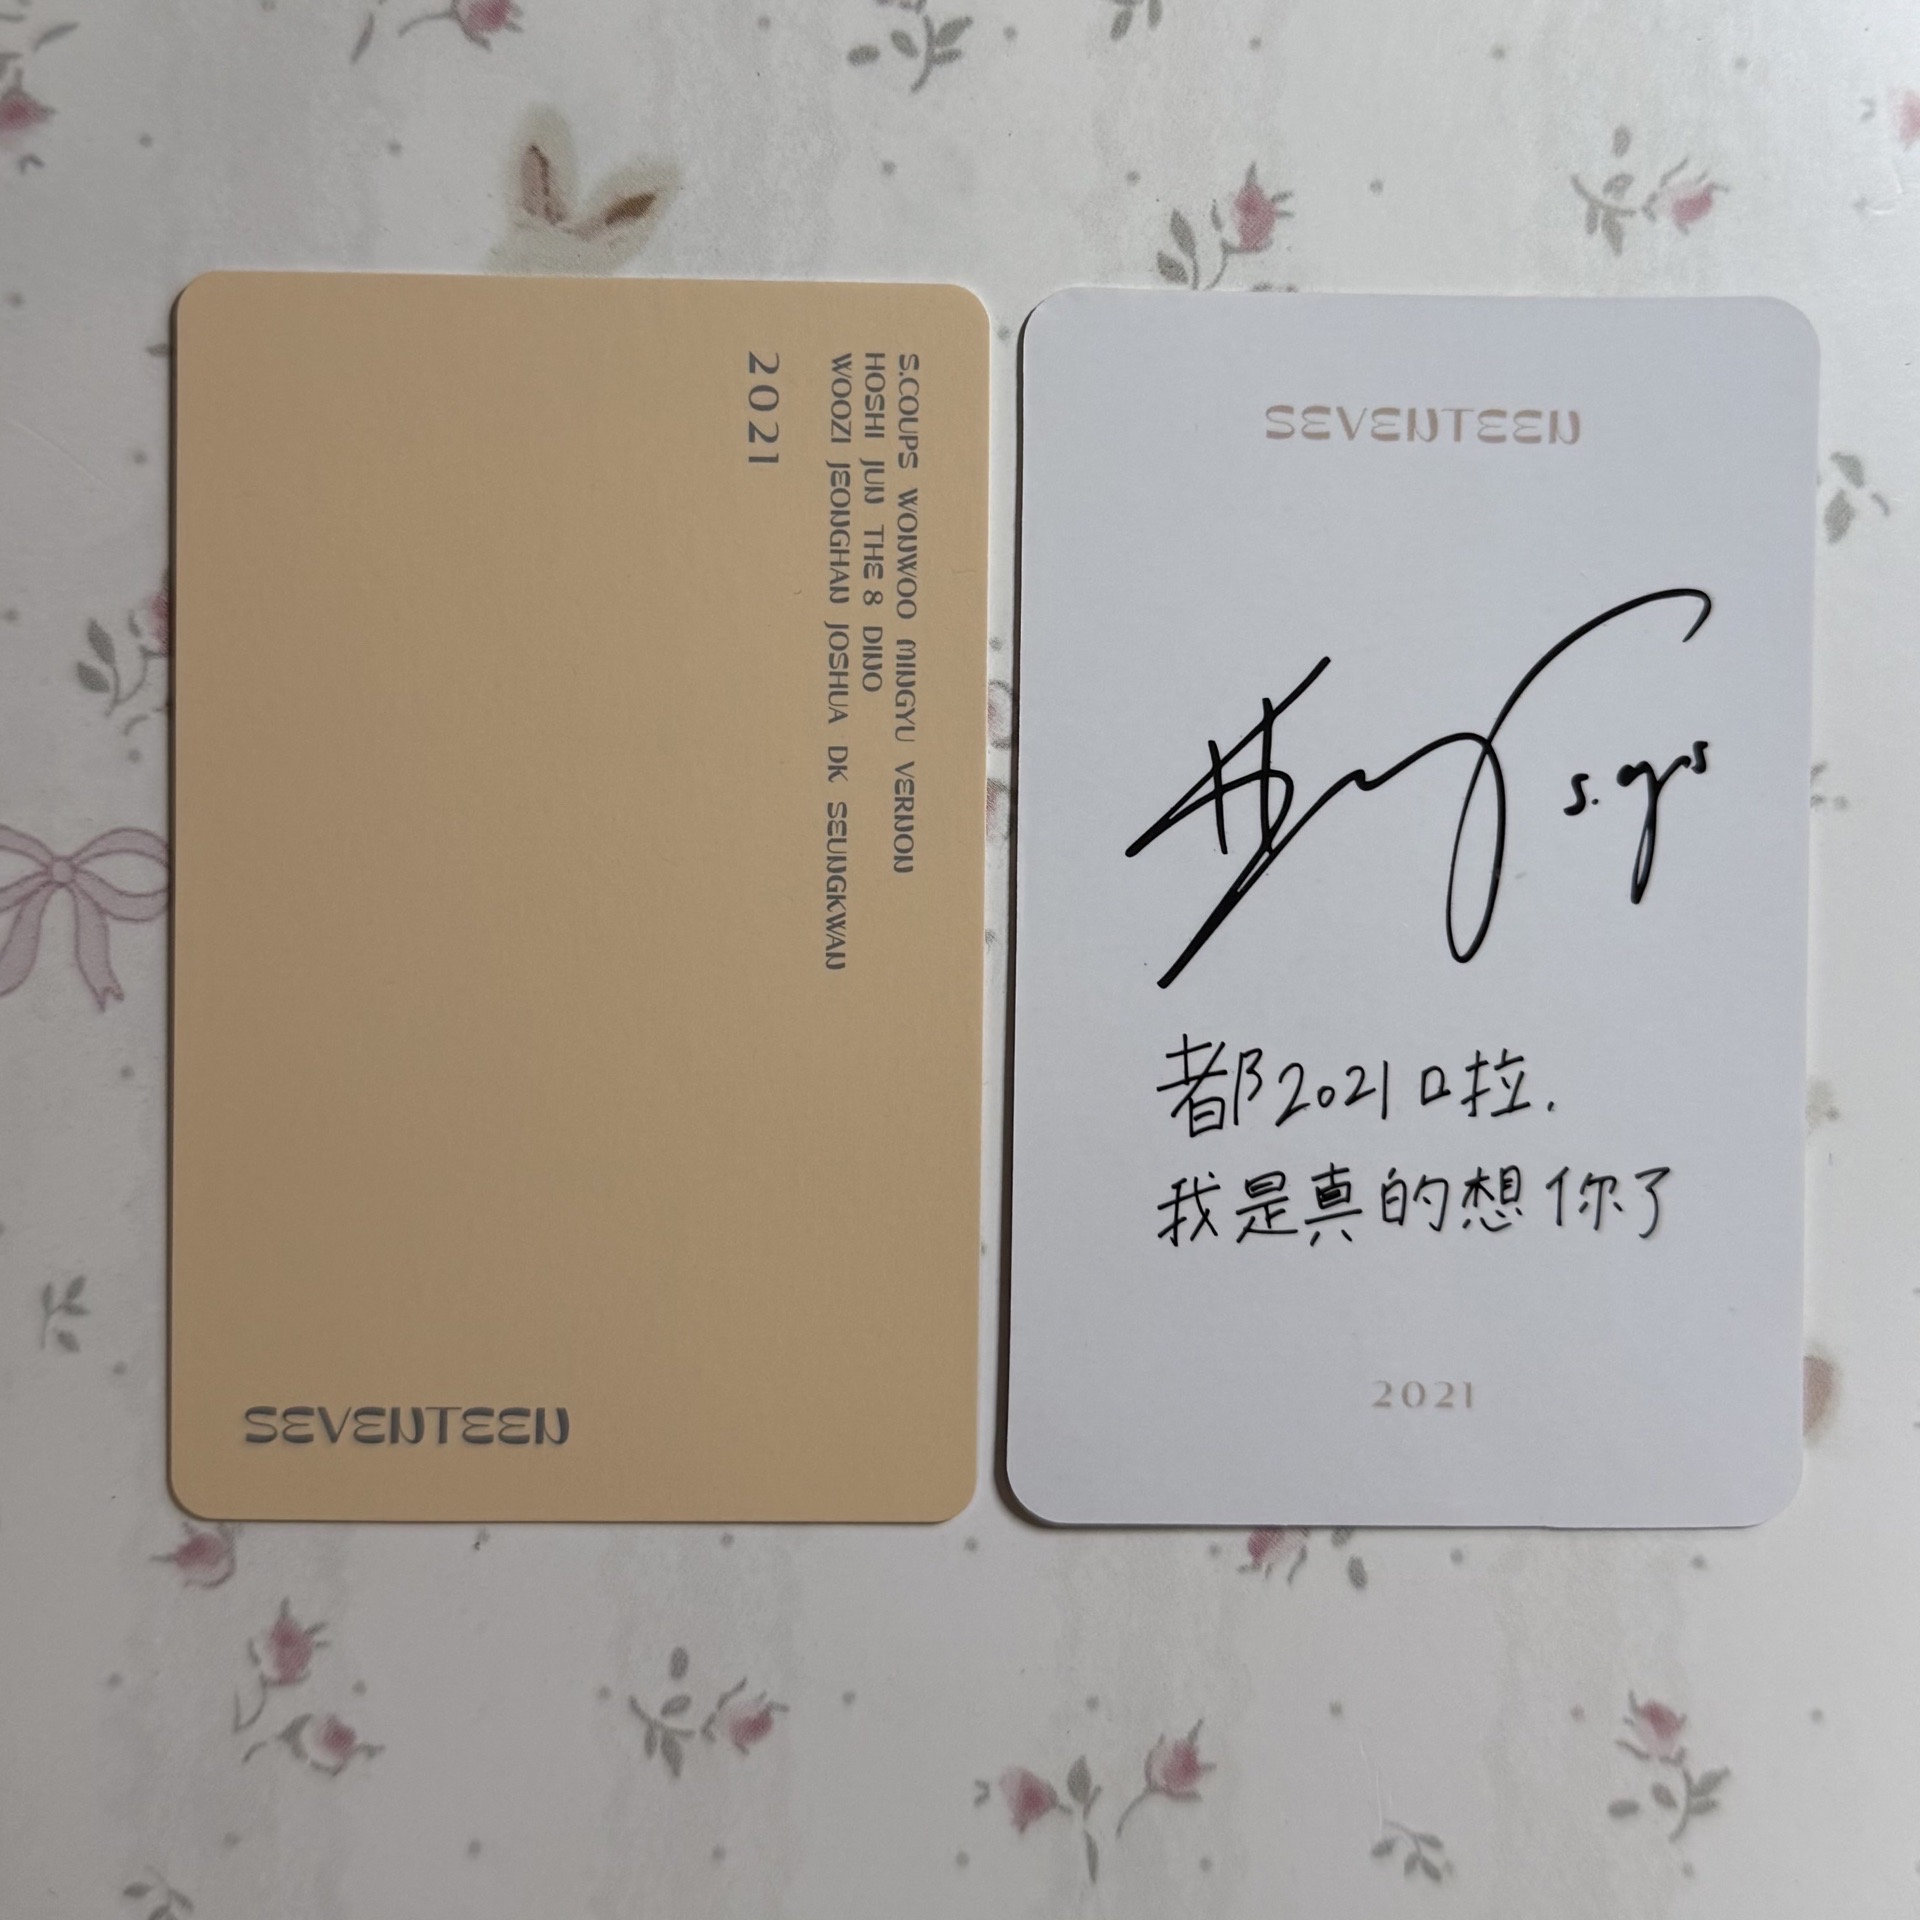 S.COUPS WONWOO MINGYU VERNON
HOSHI JUN THE 8 DINO
WOOZI JEONGHAN JOSHUA DK SEUNGKWAN
2021
SEVENTEEN
SEVENTEEN
都2021啦.
我是真的想你了
2021